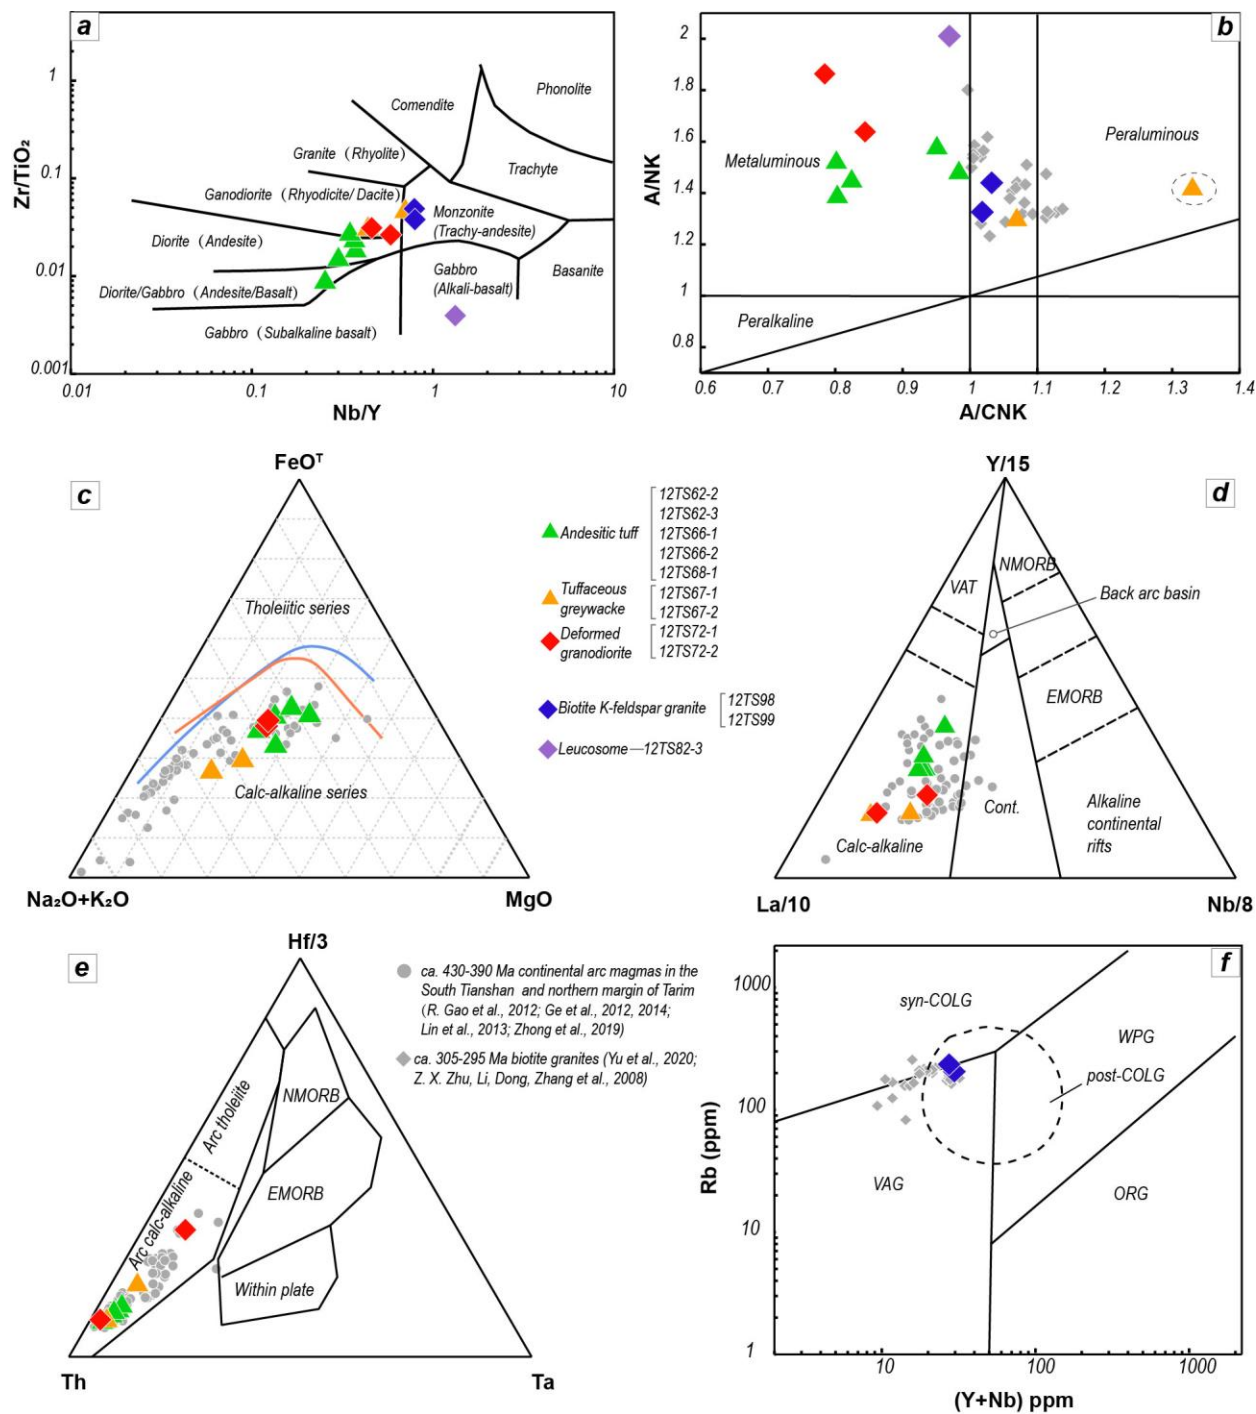 a
Zr/TiO₂
1
0.1
0.01
0.001
0.01
0.1
1
10
Nb/Y
Comendite
Phonolite
Granite (Rhyolite)
Trachyte
Ganodiorite (Rhyodicite/ Dacite)
Monzonite
(Trachy-andesite)
Diorite (Andesite)
Gabbro
(Alkali-basalt)
Basanite
Diorite/Gabbro (Andesite/Basalt)
Gabbro (Subalkaline basalt)
b
A/NK
2
1.8
1.6
1.4
1.2
1
0.8
0.7
0.6
0.7
0.8
0.9
1
1.1
1.2
1.3
1.4
A/CNK
Metaluminous
Peraluminous
Peralkaline
c
FeOᵀ
Tholeiitic series
Calc-alkaline series
Na₂O+K₂O
MgO
Andesitic tuff
12TS62-2
12TS62-3
12TS66-1
12TS66-2
12TS68-1
Tuffaceous
greywacke
12TS67-1
12TS67-2
Deformed
granodiorite
12TS72-1
12TS72-2
Biotite K-feldspar granite
12TS98
12TS99
Leucosome—12TS82-3
d
Y/15
VAT
NMORB
Back arc basin
EMORB
Cont.
Calc-alkaline
Alkaline
continental
rifts
La/10
Nb/8
e
Hf/3
Arc tholeiite
NMORB
Arc calc-alkaline
EMORB
Within plate
Th
Ta
ca. 430-390 Ma continental arc magmas in the
South Tianshan and northern margin of Tarim
(R. Gao et al., 2012; Ge et al., 2012, 2014;
Lin et al., 2013; Zhong et al., 2019)
ca. 305-295 Ma biotite granites (Yu et al., 2020;
Z. X. Zhu, Li, Dong, Zhang et al., 2008)
f
Rb (ppm)
1000
100
10
1
10
100
1000
(Y+Nb) ppm
syn-COLG
WPG
post-COLG
VAG
ORG